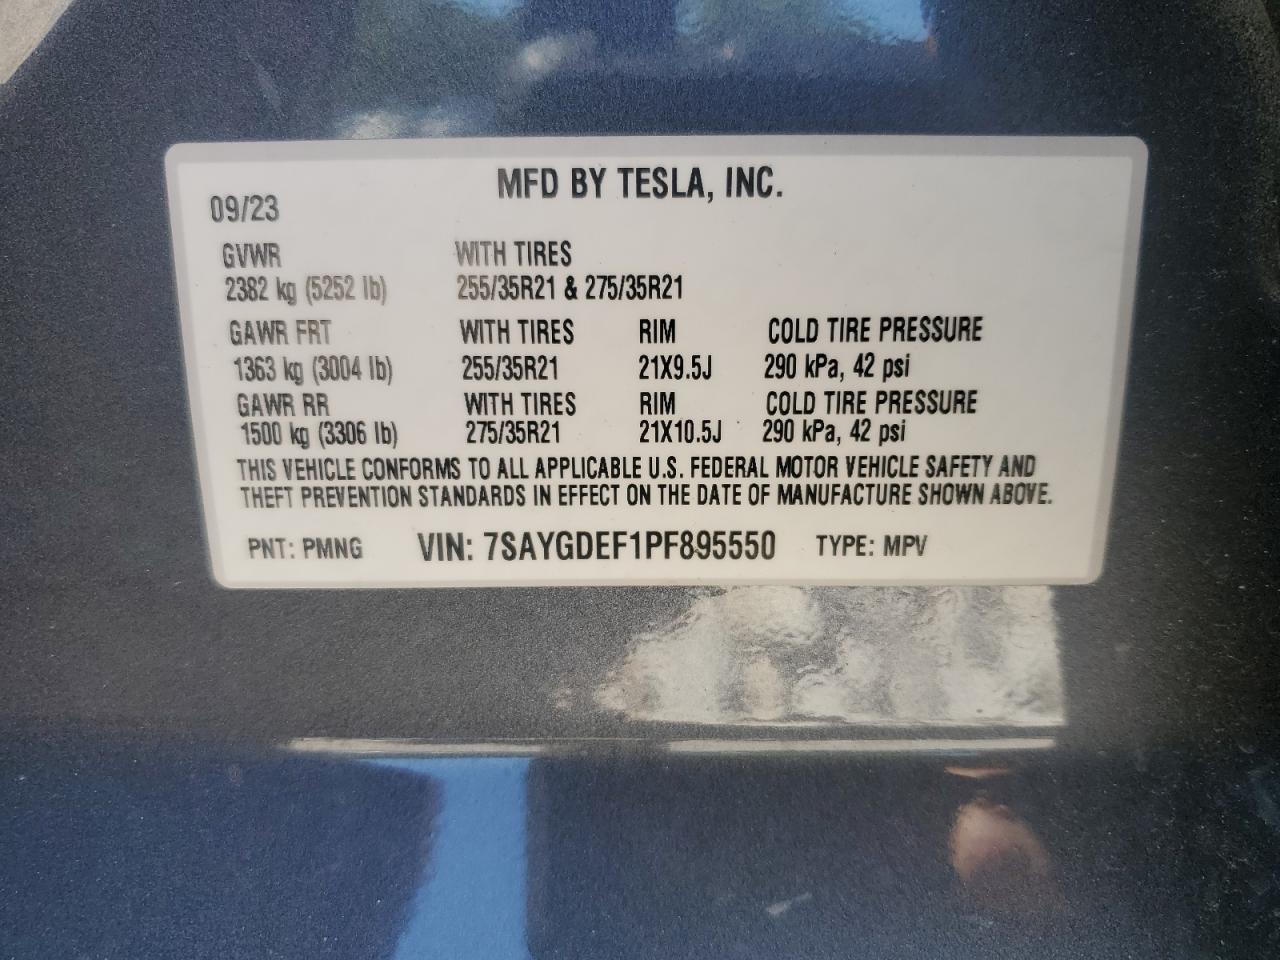 MFD BY TESLA, INC.
09/23
GVWR WITH TIRES
2382 kg (5252 lb) 255/35R21 & 275/35R21
GAWR FRT WITH TIRES RIM COLD TIRE PRESSURE
1363 kg (3004 lb) 255/35R21 21X9.5J 290 kPa, 42 psi
GAWR RR WITH TIRES RIM COLD TIRE PRESSURE
1500 kg (3306 lb) 275/35R21 21X10.5J 290 kPa, 42 psi
THIS VEHICLE CONFORMS TO ALL APPLICABLE U.S. FEDERAL MOTOR VEHICLE SAFETY AND
THEFT PREVENTION STANDARDS IN EFFECT ON THE DATE OF MANUFACTURE SHOWN ABOVE.
PNT: PMNG VIN: 7SAYGDEF1PF895550 TYPE: MPV